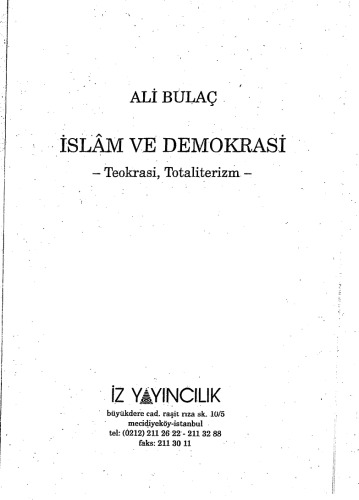 ALİ BULAÇ
İSLÂM VE DEMOKRASİ
– Teokrasi, Totaliterizm –
İZ YAYINCILIK
büyükdere cad. raşit rıza sk. 10/5
mecidiyeköy-istanbul
tel: (0212) 211 26 22 - 211 32 88
faks: 211 30 11